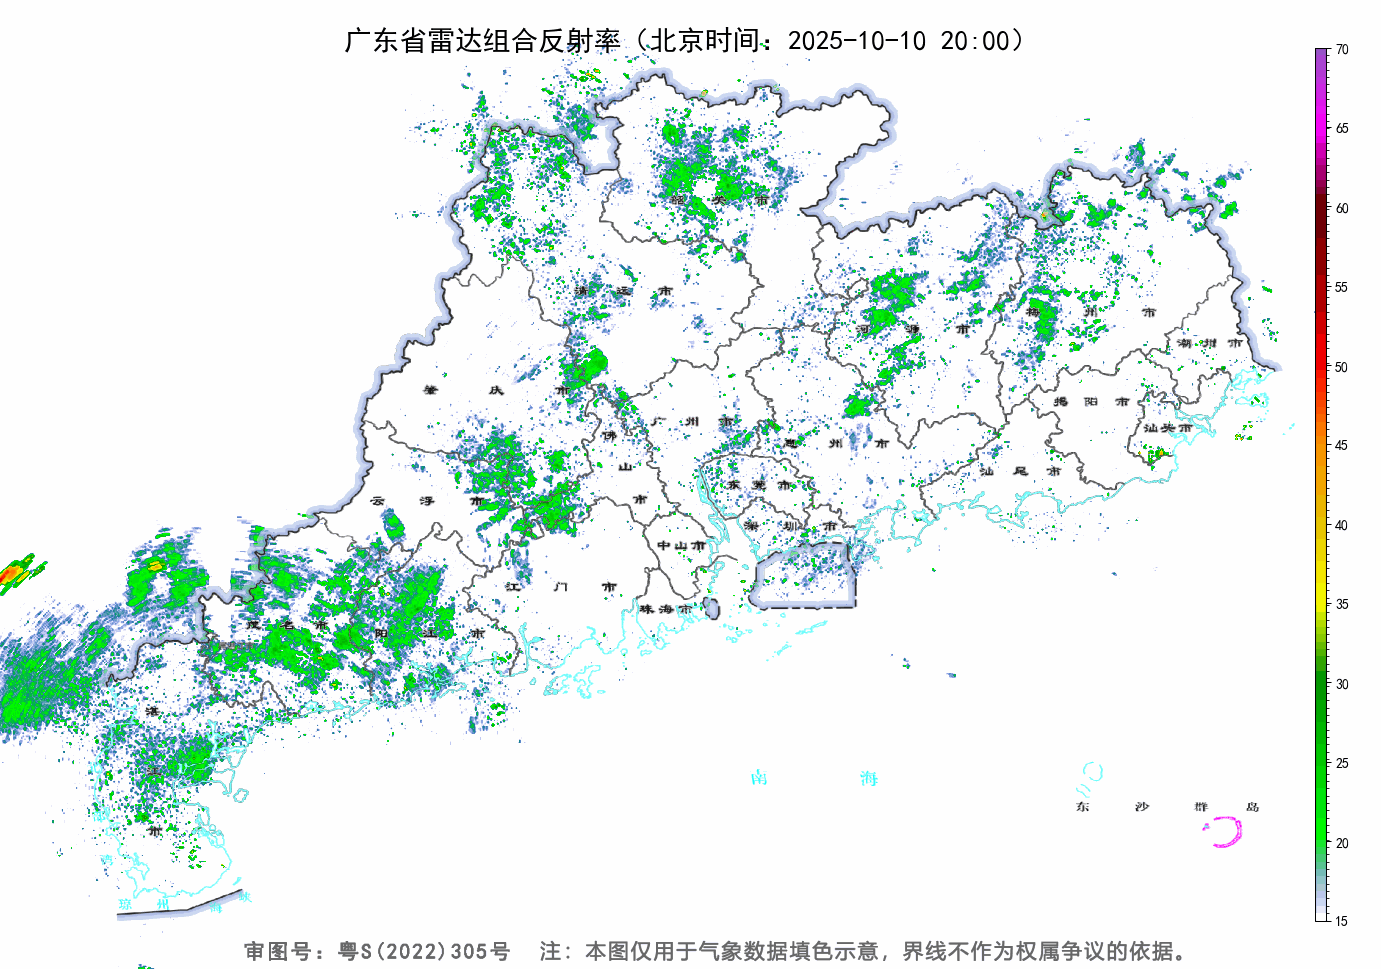 广东省雷达组合反射率（北京时间：2025-10-10 20:00）
70
65
60
55
50
45
40
35
30
25
20
15
韶关市
清远市
河源市
梅州市
潮州市
肇庆市
广州市
佛山市
惠州市
揭阳市
汕头市
汕尾市
东莞市
云浮市
深圳市
中山市
江门市
珠海市
茂名市
阳江市
湛江市
南海
东沙群岛
琼州海峡
审图号：粤S(2022)305号 注：本图仅用于气象数据填色示意，界线不作为权属争议的依据。